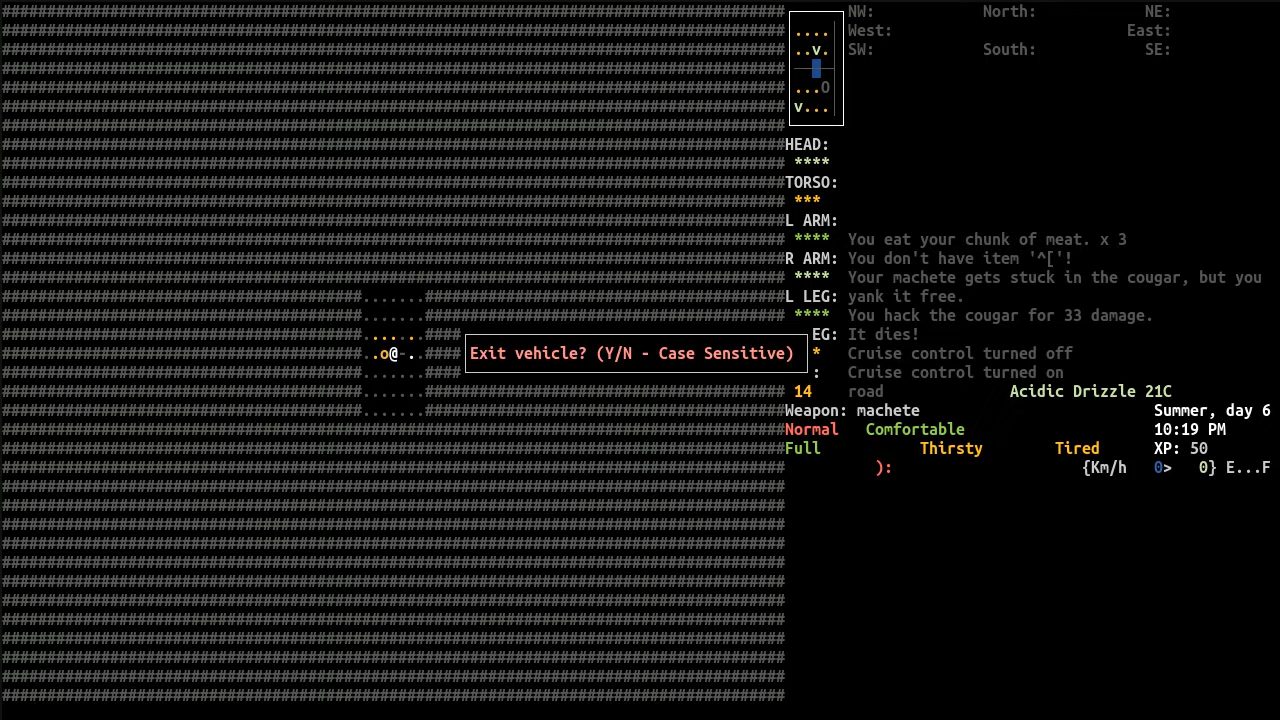 NW: North: NE:
West: East:
SW: South: SE:
HEAD:
****
TORSO:
***
L ARM:
**** You eat your chunk of meat. x 3
R ARM: You don't have item '^['!
**** Your machete gets stuck in the cougar, but you
L LEG: yank it free.
**** You hack the cougar for 33 damage.
EG: It dies!
Exit vehicle? (Y/N - Case Sensitive) * Cruise control turned off
: Cruise control turned on
14 road Acidic Drizzle 21C
Weapon: machete Summer, day 6
Normal Comfortable 10:19 PM
Full Thirsty Tired XP: 50
): {Km/h 0> 0} E...F